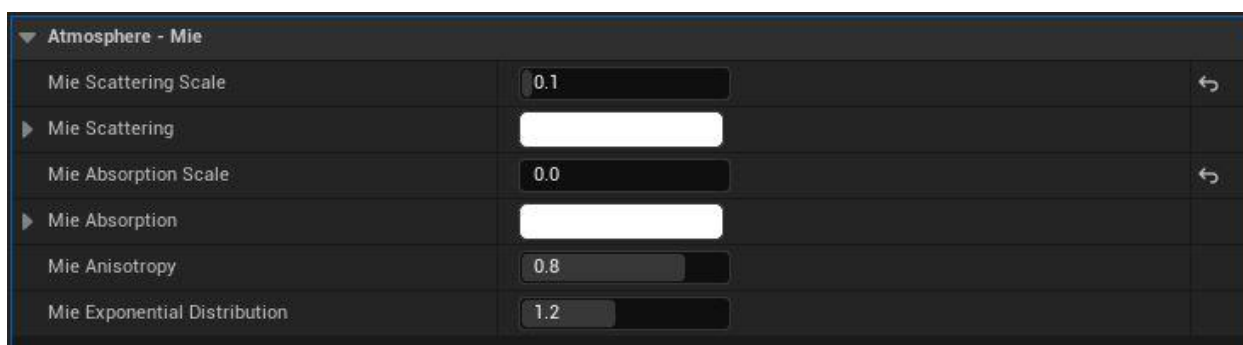 Atmosphere - Mie
Mie Scattering Scale 0.1
Mie Scattering
Mie Absorption Scale 0.0
Mie Absorption
Mie Anisotropy 0.8
Mie Exponential Distribution 1.2